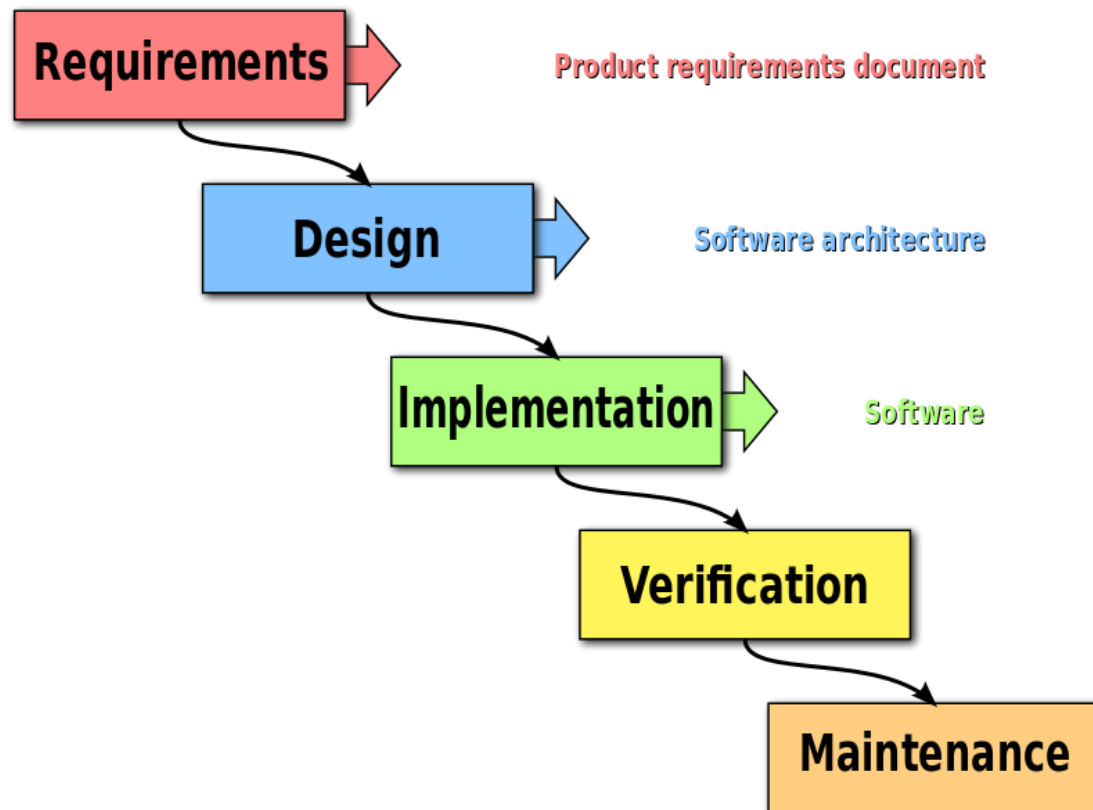 Requirements
Product requirements document
Design
Software architecture
Implementation
Software
Verification
Maintenance